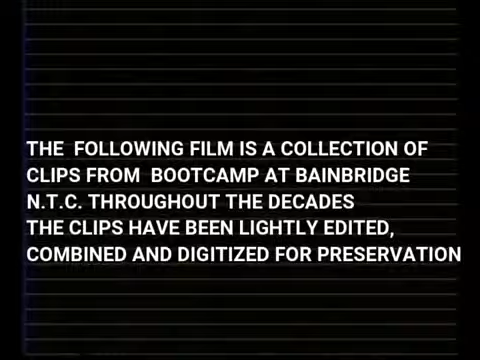 THE FOLLOWING FILM IS A COLLECTION OF
CLIPS FROM BOOTCAMP AT BAINBRIDGE
N.T.C. THROUGHOUT THE DECADES
THE CLIPS HAVE BEEN LIGHTLY EDITED,
COMBINED AND DIGITIZED FOR PRESERVATION